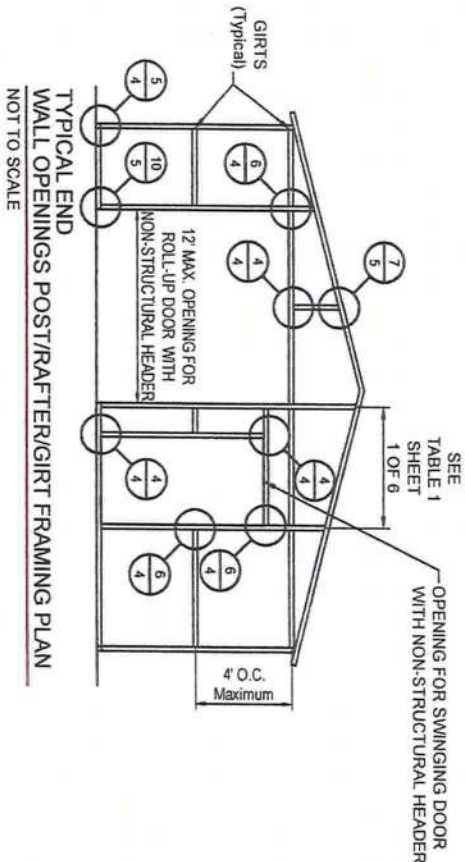 SEE
TABLE 1
SHEET
1 OF 6
OPENING FOR SWINGING DOOR
WITH NON-STRUCTURAL HEADER
GIRTS
(Typical)
7
5
4
4
6
4
12' MAX. OPENING FOR
ROLL-UP DOOR WITH
NON-STRUCTURAL HEADER
4
4
6
4
6
4
4
4
4' O.C.
Maximum
5
4
10
5
TYPICAL END
WALL OPENINGS POST/RAFTER/GIRT FRAMING PLAN
NOT TO SCALE